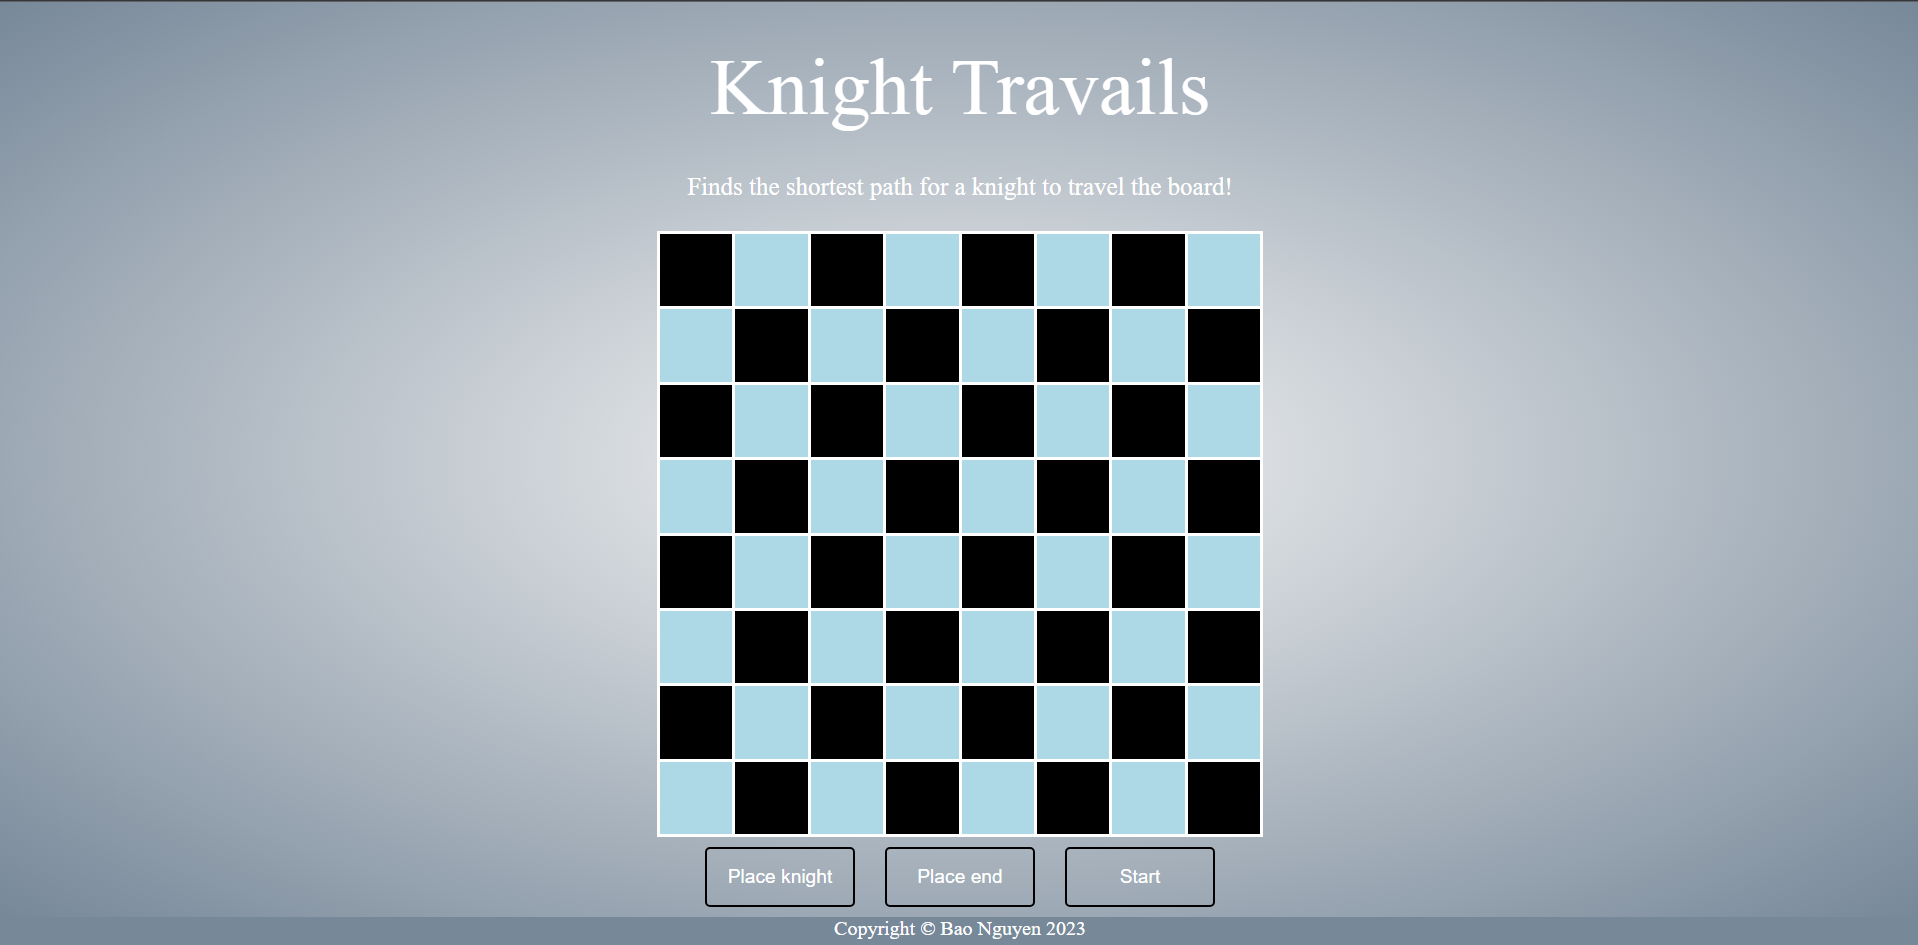 Knight Travails
Finds the shortest path for a knight to travel the board!
Place knight
Place end
Start
Copyright © Bao Nguyen 2023